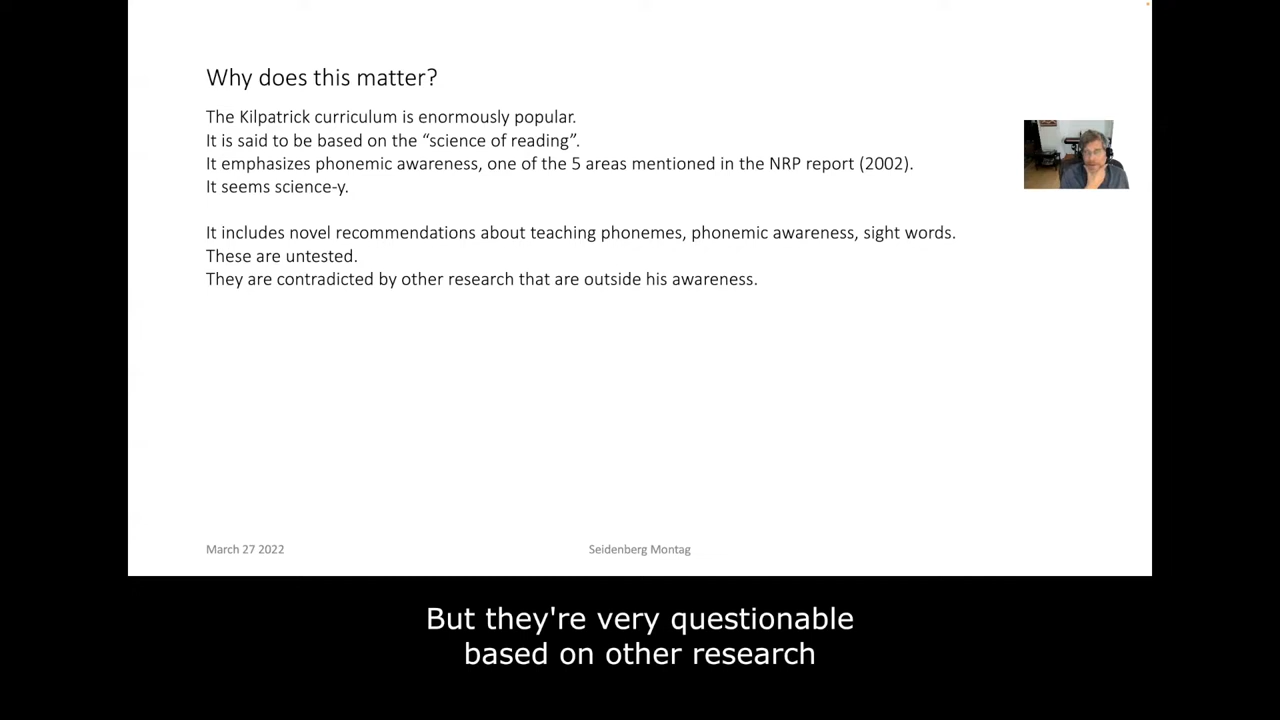 Why does this matter?
The Kilpatrick curriculum is enormously popular.
It is said to be based on the “science of reading”.
It emphasizes phonemic awareness, one of the 5 areas mentioned in the NRP report (2002).
It seems science-y.
It includes novel recommendations about teaching phonemes, phonemic awareness, sight words.
These are untested.
They are contradicted by other research that are outside his awareness.
March 27 2022
Seidenberg Montag
But they're very questionable
based on other research